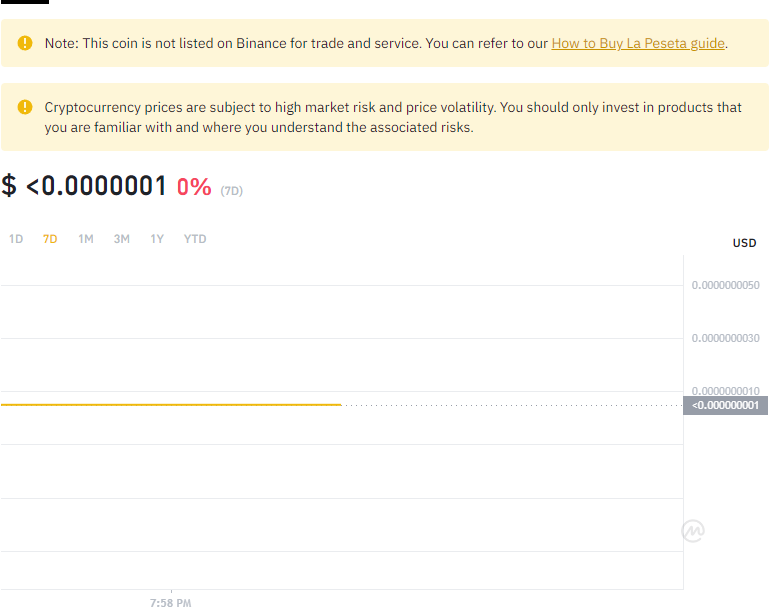 Note: This coin is not listed on Binance for trade and service. You can refer to our How to Buy La Peseta guide.
Cryptocurrency prices are subject to high market risk and price volatility. You should only invest in products that
you are familiar with and where you understand the associated risks.
$ <0.0000001 0% (7D)
1D 7D 1M 3M 1Y YTD
USD
0.0000000050
0.0000000030
0.0000000010
<0.000000001
7:58 PM